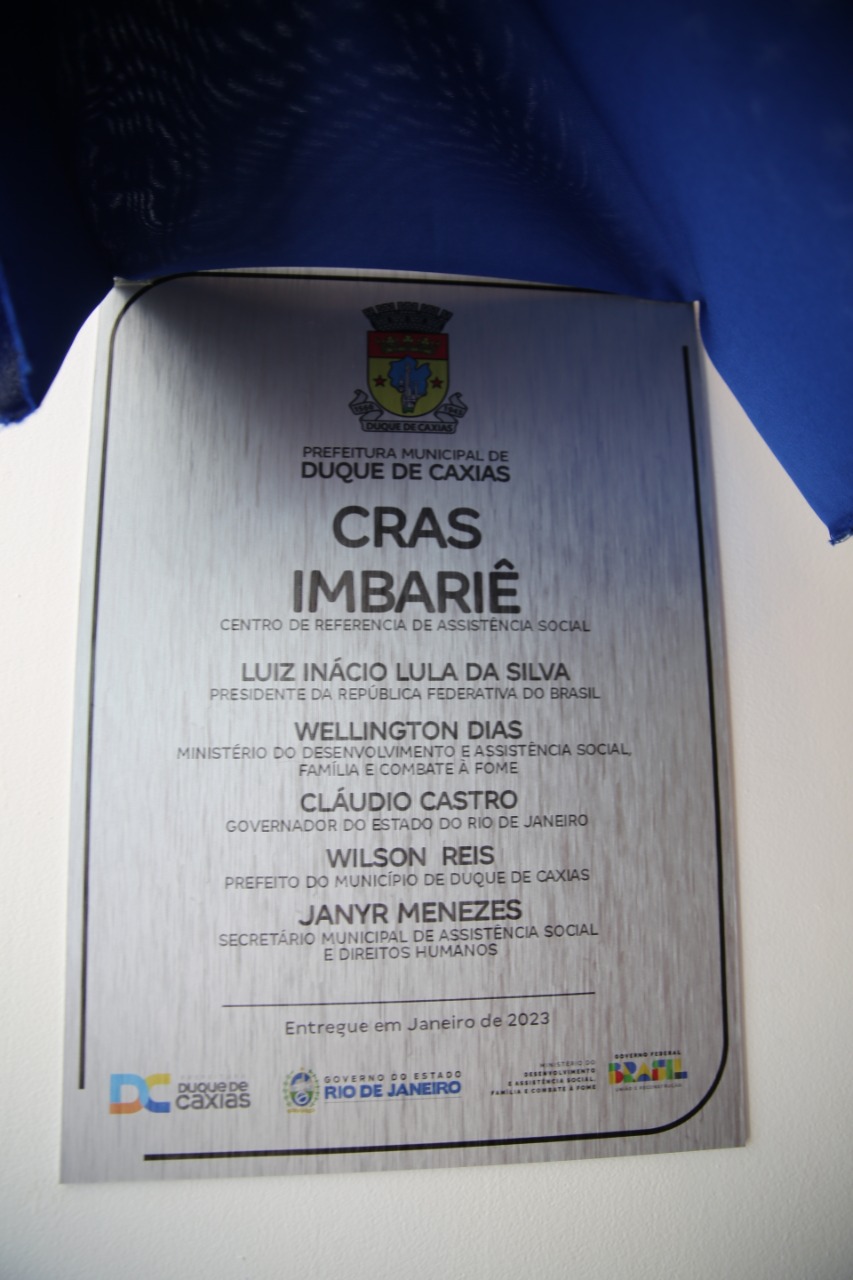 1566 1943
DUQUE DE CAXIAS
PREFEITURA MUNICIPAL DE
DUQUE DE CAXIAS
CRAS
IMBARIÊ
CENTRO DE REFERENCIA DE ASSISTÊNCIA SOCIAL
LUIZ INÁCIO LULA DA SILVA
PRESIDENTE DA REPÚBLICA FEDERATIVA DO BRASIL
WELLINGTON DIAS
MINISTÉRIO DO DESENVOLVIMENTO E ASSISTÊNCIA SOCIAL,
FAMÍLIA E COMBATE À FOME
CLÁUDIO CASTRO
GOVERNADOR DO ESTADO DO RIO DE JANEIRO
WILSON REIS
PREFEITO DO MUNICÍPIO DE DUQUE DE CAXIAS
JANYR MENEZES
SECRETÁRIO MUNICIPAL DE ASSISTÊNCIA SOCIAL
E DIREITOS HUMANOS
Entregue em Janeiro de 2023
DC
DUQUE DE
CAXIAS
GOVERNO DO ESTADO
RIO DE JANEIRO
MINISTÉRIO DO
DESENVOLVIMENTO
E ASSISTÊNCIA SOCIAL,
FAMÍLIA E COMBATE À FOME
GOVERNO FEDERAL
BRASIL
UNIÃO E RECONSTRUÇÃO